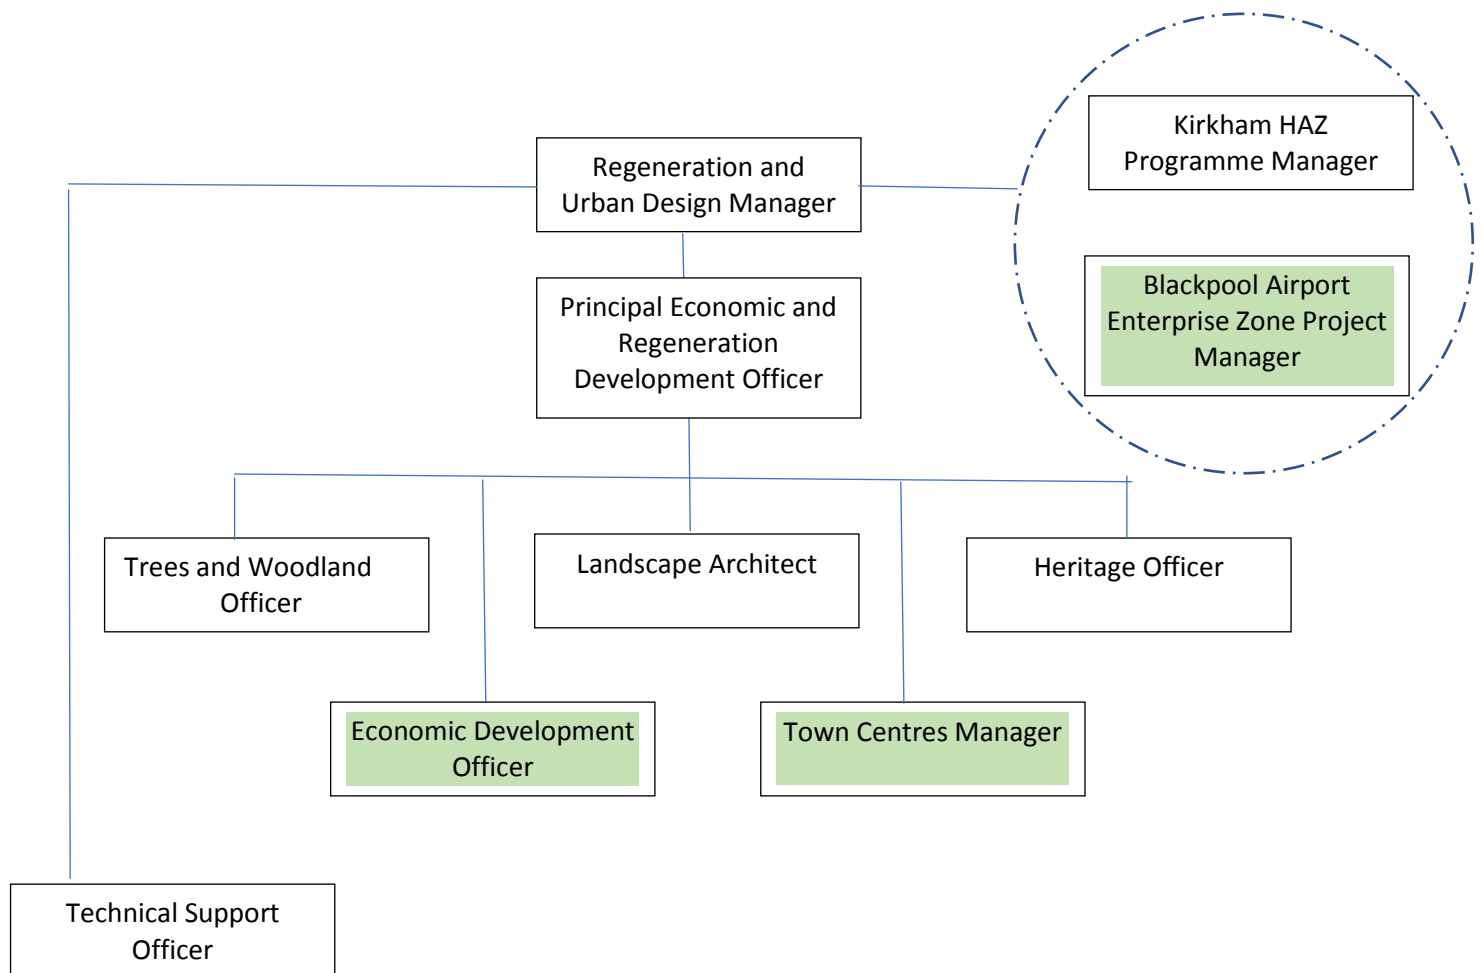 Kirkham HAZ
Programme Manager
Regeneration and
Urban Design Manager
Blackpool Airport
Enterprise Zone Project
Manager
Principal Economic and
Regeneration
Development Officer
Trees and Woodland
Officer
Landscape Architect
Heritage Officer
Economic Development
Officer
Town Centres Manager
Technical Support
Officer